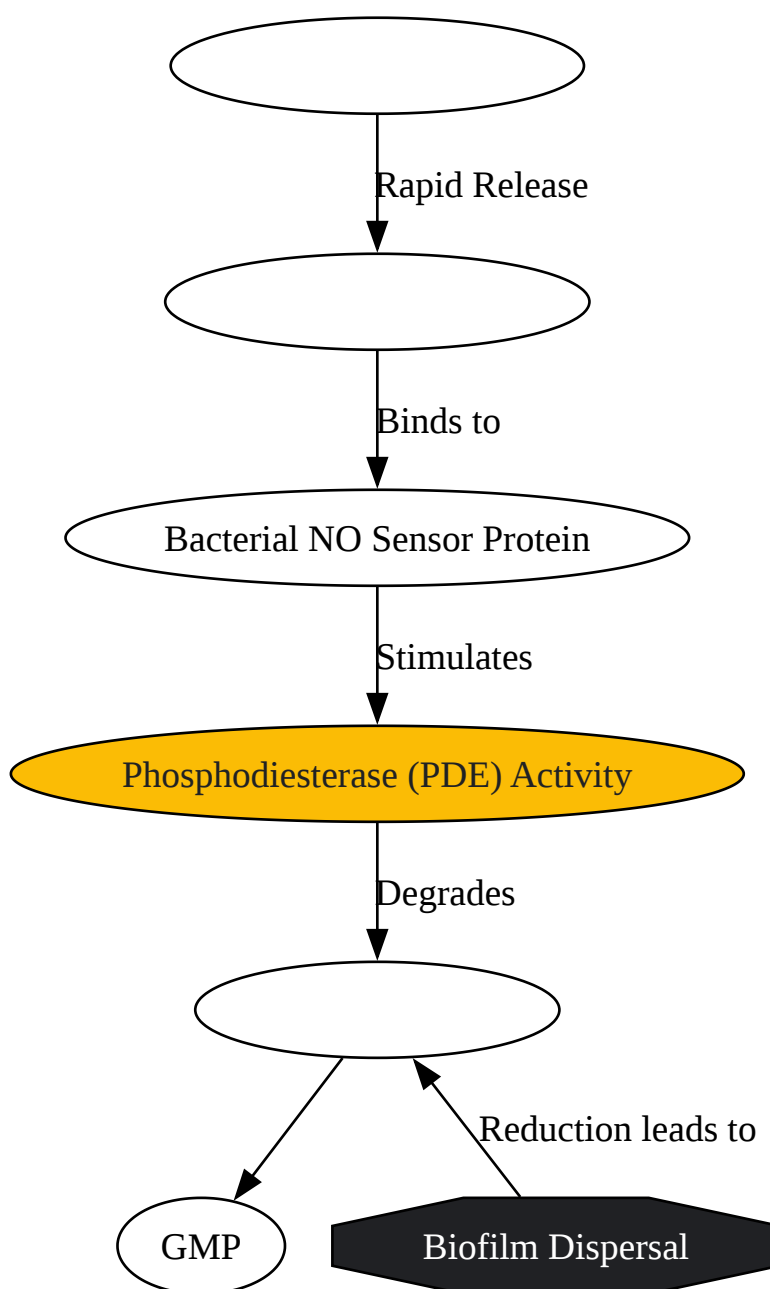 Rapid Release
Binds to
Bacterial NO Sensor Protein
Stimulates
Phosphodiesterase (PDE) Activity
Degrades
Reduction leads to
GMP
Biofilm Dispersal